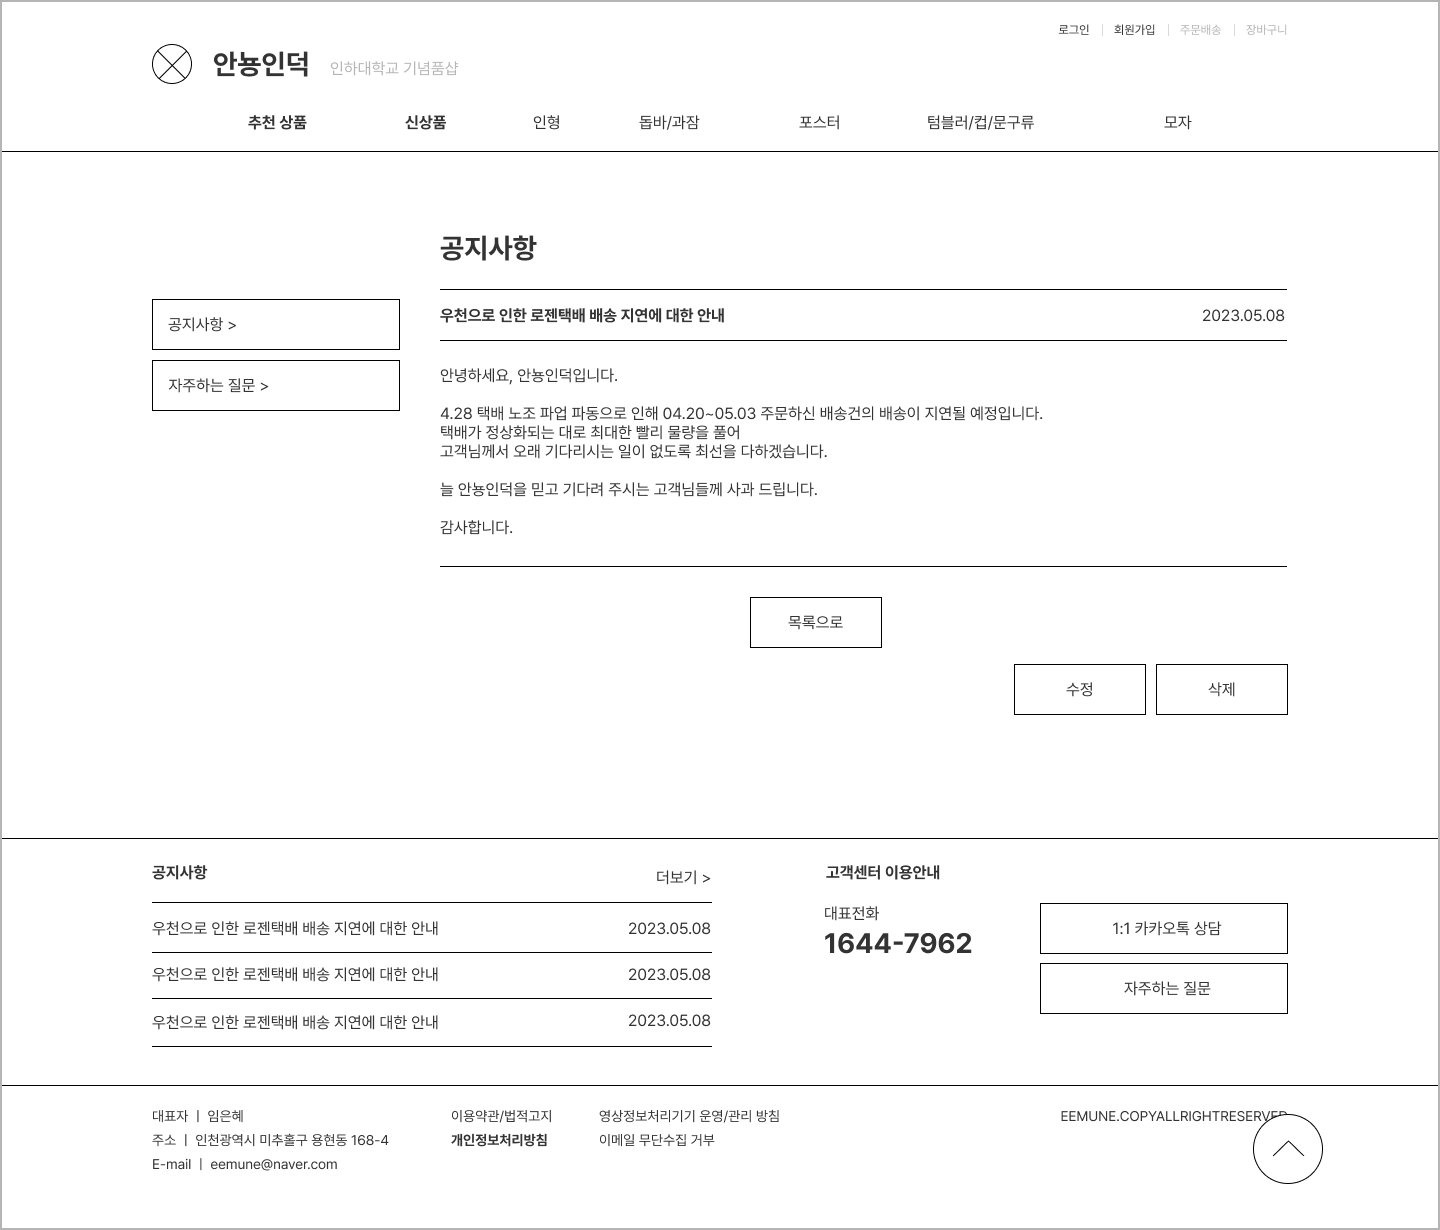 로그인 | 회원가입 | 주문배송 | 장바구니
안뇽인덕 인하대학교 기념품샵
추천 상품 신상품 인형 돕바/과잠 포스터 텀블러/컵/문구류 모자
공지사항
공지사항 >
자주하는 질문 >
우천으로 인한 로젠택배 배송 지연에 대한 안내 2023.05.08
안녕하세요, 안뇽인덕입니다.
4.28 택배 노조 파업 파동으로 인해 04.20~05.03 주문하신 배송건의 배송이 지연될 예정입니다.
택배가 정상화되는 대로 최대한 빨리 물량을 풀어
고객님께서 오래 기다리시는 일이 없도록 최선을 다하겠습니다.
늘 안뇽인덕을 믿고 기다려 주시는 고객님들께 사과 드립니다.
감사합니다.
목록으로
수정 삭제
공지사항 더보기 >
우천으로 인한 로젠택배 배송 지연에 대한 안내 2023.05.08
우천으로 인한 로젠택배 배송 지연에 대한 안내 2023.05.08
우천으로 인한 로젠택배 배송 지연에 대한 안내 2023.05.08
고객센터 이용안내
대표전화
1644-7962
1:1 카카오톡 상담
자주하는 질문
대표자 | 임은혜
주소 | 인천광역시 미추홀구 용현동 168-4
E-mail | eemune@naver.com
이용약관/법적고지
개인정보처리방침
영상정보처리기기 운영/관리 방침
이메일 무단수집 거부
EEMUNE.COPYALLRIGHTRESERVED